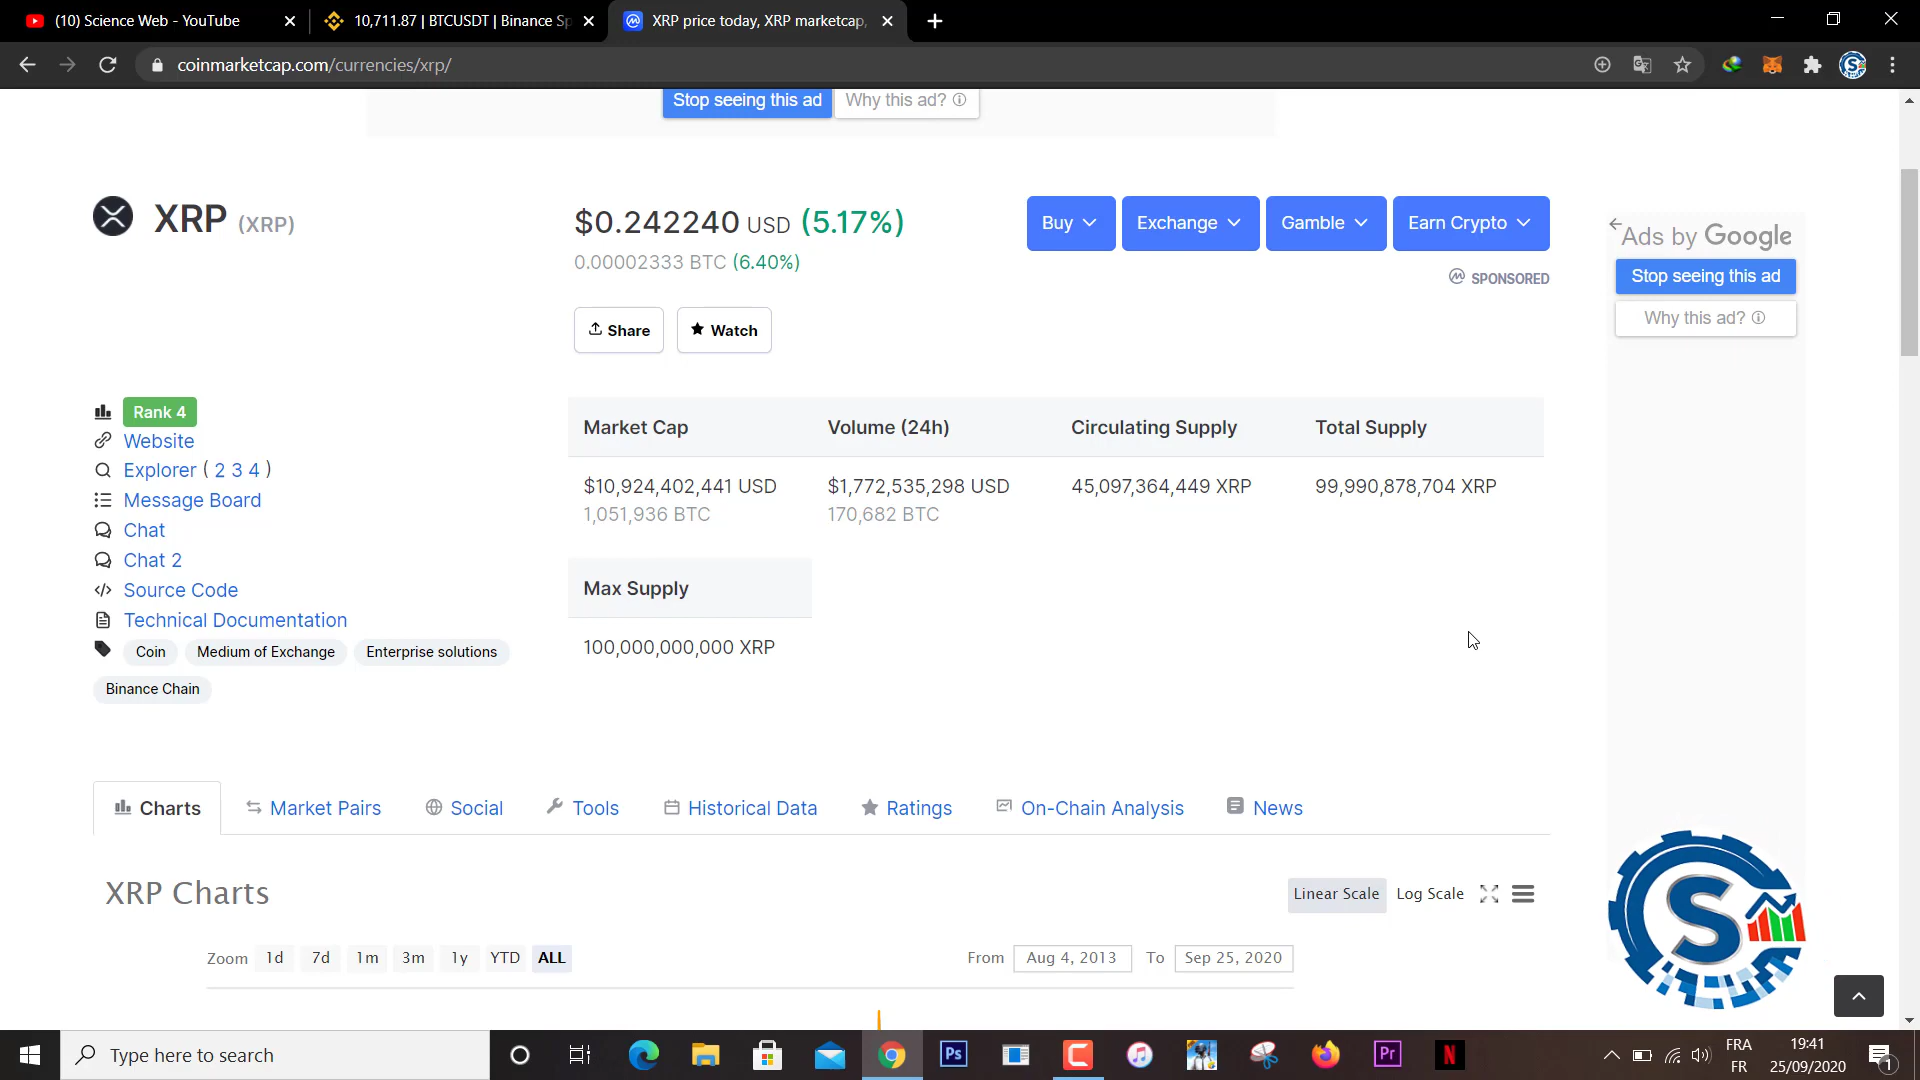 (10) Science Web - YouTube
10,711.87 | BTCUSDT | Binance Sp
XRP price today, XRP marketcap,
coinmarketcap.com/currencies/xrp/
Stop seeing this ad
Why this ad?
XRP (XRP)
$0.242240 USD (5.17%)
0.00002333 BTC (6.40%)
Buy
Exchange
Gamble
Earn Crypto
SPONSORED
Share
Watch
Ads by Google
Stop seeing this ad
Why this ad?
Rank 4
Website
Explorer ( 2 3 4 )
Message Board
Chat
Chat 2
Source Code
Technical Documentation
Coin
Medium of Exchange
Enterprise solutions
Binance Chain
Market Cap
Volume (24h)
Circulating Supply
Total Supply
$10,924,402,441 USD
$1,772,535,298 USD
45,097,364,449 XRP
99,990,878,704 XRP
1,051,936 BTC
170,682 BTC
Max Supply
100,000,000,000 XRP
Charts
Market Pairs
Social
Tools
Historical Data
Ratings
On-Chain Analysis
News
XRP Charts
Linear Scale
Log Scale
Zoom 1d 7d 1m 3m 1y YTD ALL
From Aug 4, 2013 To Sep 25, 2020
S
Type here to search
Ps
Pr
N
FRA
FR
19:41
25/09/2020
1